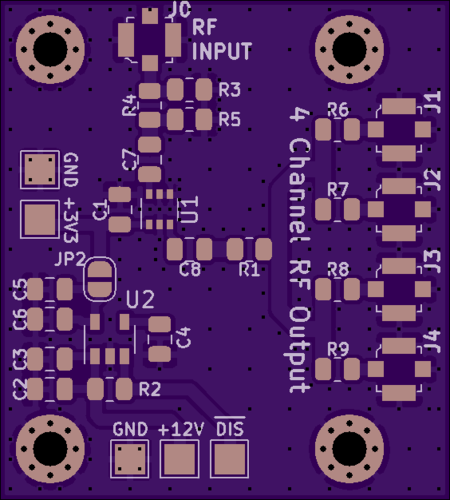 J0
RF
INPUT
R3
R4
R5
C7
GND
+3V3
C1
U1
C8
R1
JP2
C5
C6
U2
C4
C3
C2
R2
GND +12V DIS
4 Channel RF Output
R6
J1
R7
J2
R8
J3
R9
J4